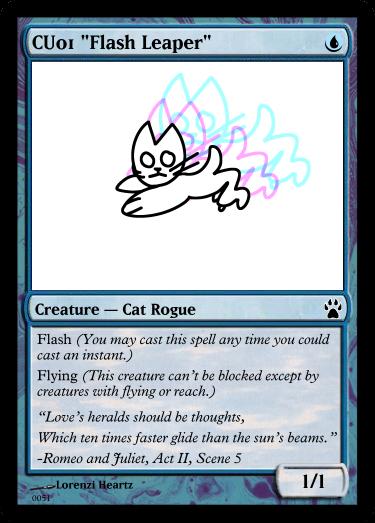 CU01 "Flash Leaper"
Creature — Cat Rogue
Flash (You may cast this spell any time you could
cast an instant.)
Flying (This creature can't be blocked except by
creatures with flying or reach.)
“Love's heralds should be thoughts,
Which ten times faster glide than the sun's beams.”
-Romeo and Juliet, Act II, Scene 5
1/1
Lorenzi Heartz
0051